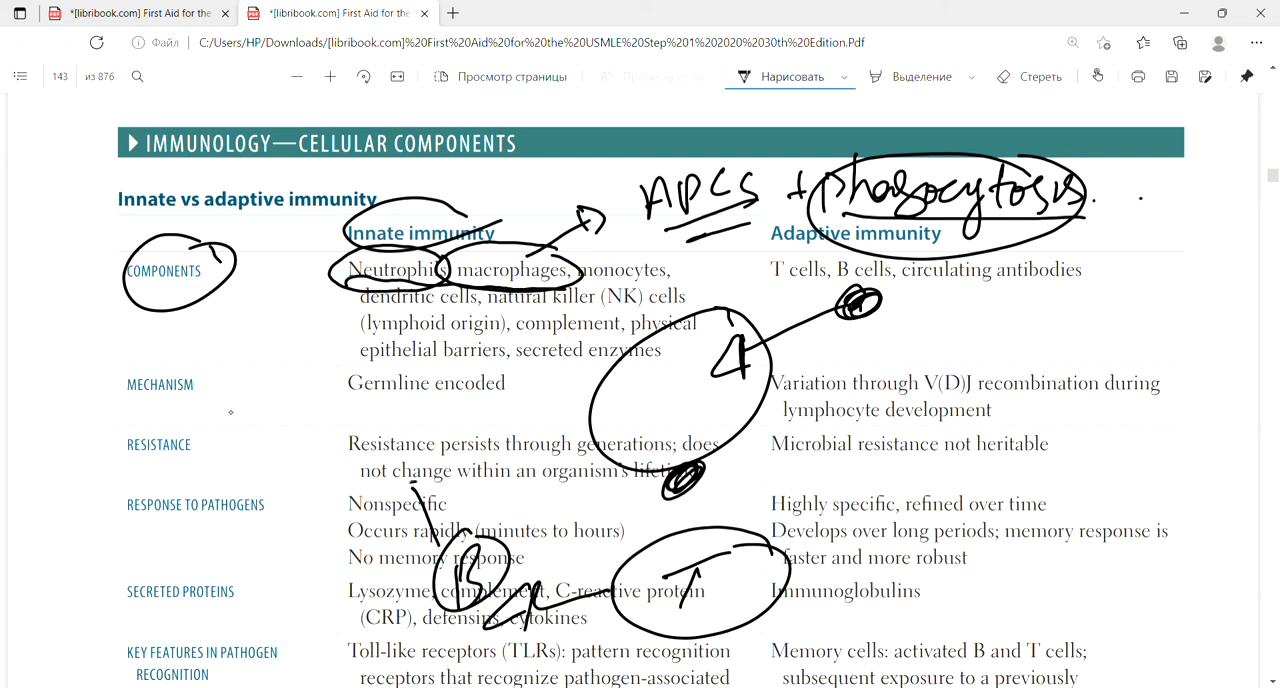 *[libribook.com] First Aid for the
*[libribook.com] First Aid for the
Файл
C:/Users/HP/Downloads/[libribook.com]%20First%20Aid%20for%20the%20USMLE%20Step%201%202020%2030th%20Edition.Pdf
143 из 876
Просмотр страницы
Прочесть вслух
Нарисовать
Выделение
Стереть
IMMUNOLOGY—CELLULAR COMPONENTS
APCS + phagocytosis.
Innate vs adaptive immunity
Innate immunity Adaptive immunity
COMPONENTS Neutrophils, macrophages, monocytes, T cells, B cells, circulating antibodies
dendritic cells, natural killer (NK) cells
(lymphoid origin), complement, physical
epithelial barriers, secreted enzymes
MECHANISM Germline encoded Variation through V(D)J recombination during
lymphocyte development
RESISTANCE Resistance persists through generations; does Microbial resistance not heritable
not change within an organism's lifetime
RESPONSE TO PATHOGENS Nonspecific Highly specific, refined over time
Occurs rapidly (minutes to hours) Develops over long periods; memory response is
No memory response faster and more robust
B
T
SECRETED PROTEINS Lysozyme, complement, C-reactive protein Immunoglobulins
(CRP), defensins, cytokines
KEY FEATURES IN PATHOGEN Toll-like receptors (TLRs): pattern recognition Memory cells: activated B and T cells;
RECOGNITION receptors that recognize pathogen-associated subsequent exposure to a previously